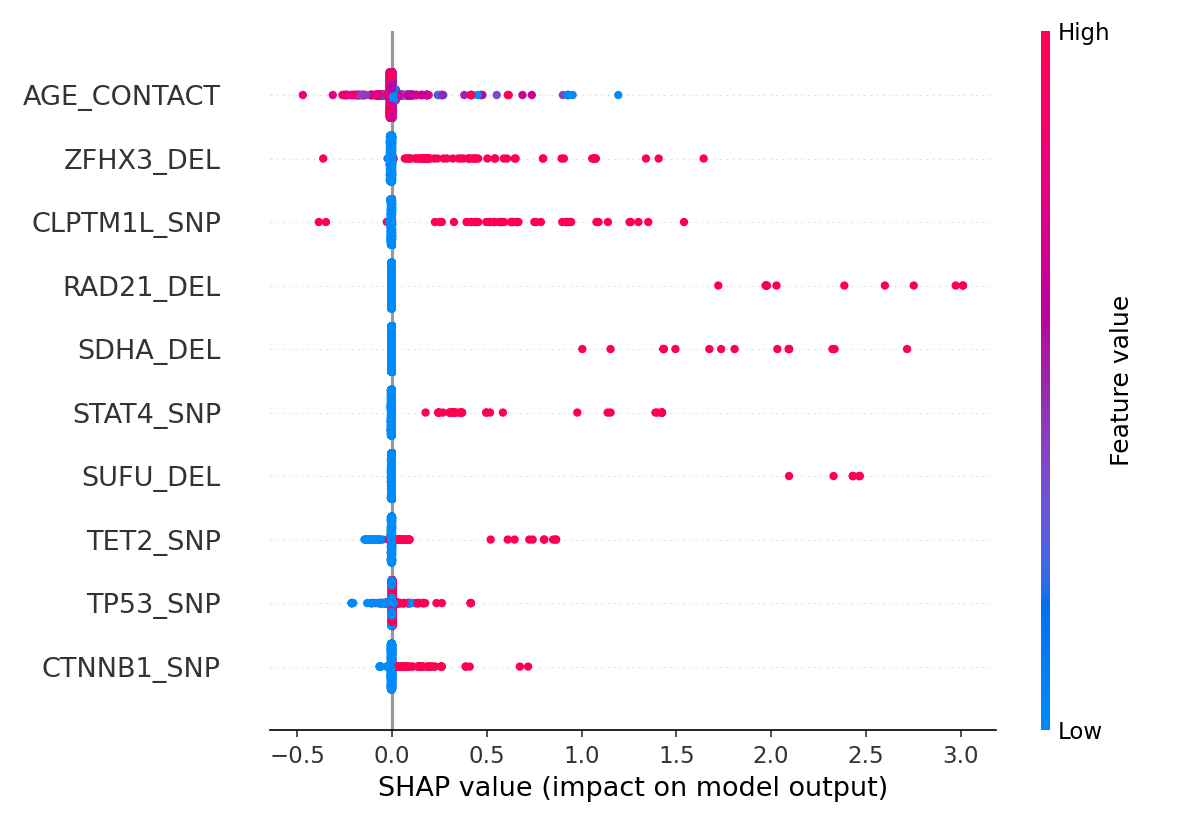 High
AGE_CONTACT
ZFHX3_DEL
CLPTM1L_SNP
RAD21_DEL
SDHA_DEL
STAT4_SNP
SUFU_DEL
TET2_SNP
TP53_SNP
CTNNB1_SNP
Feature value
Low
−0.5 0.0 0.5 1.0 1.5 2.0 2.5 3.0
SHAP value (impact on model output)